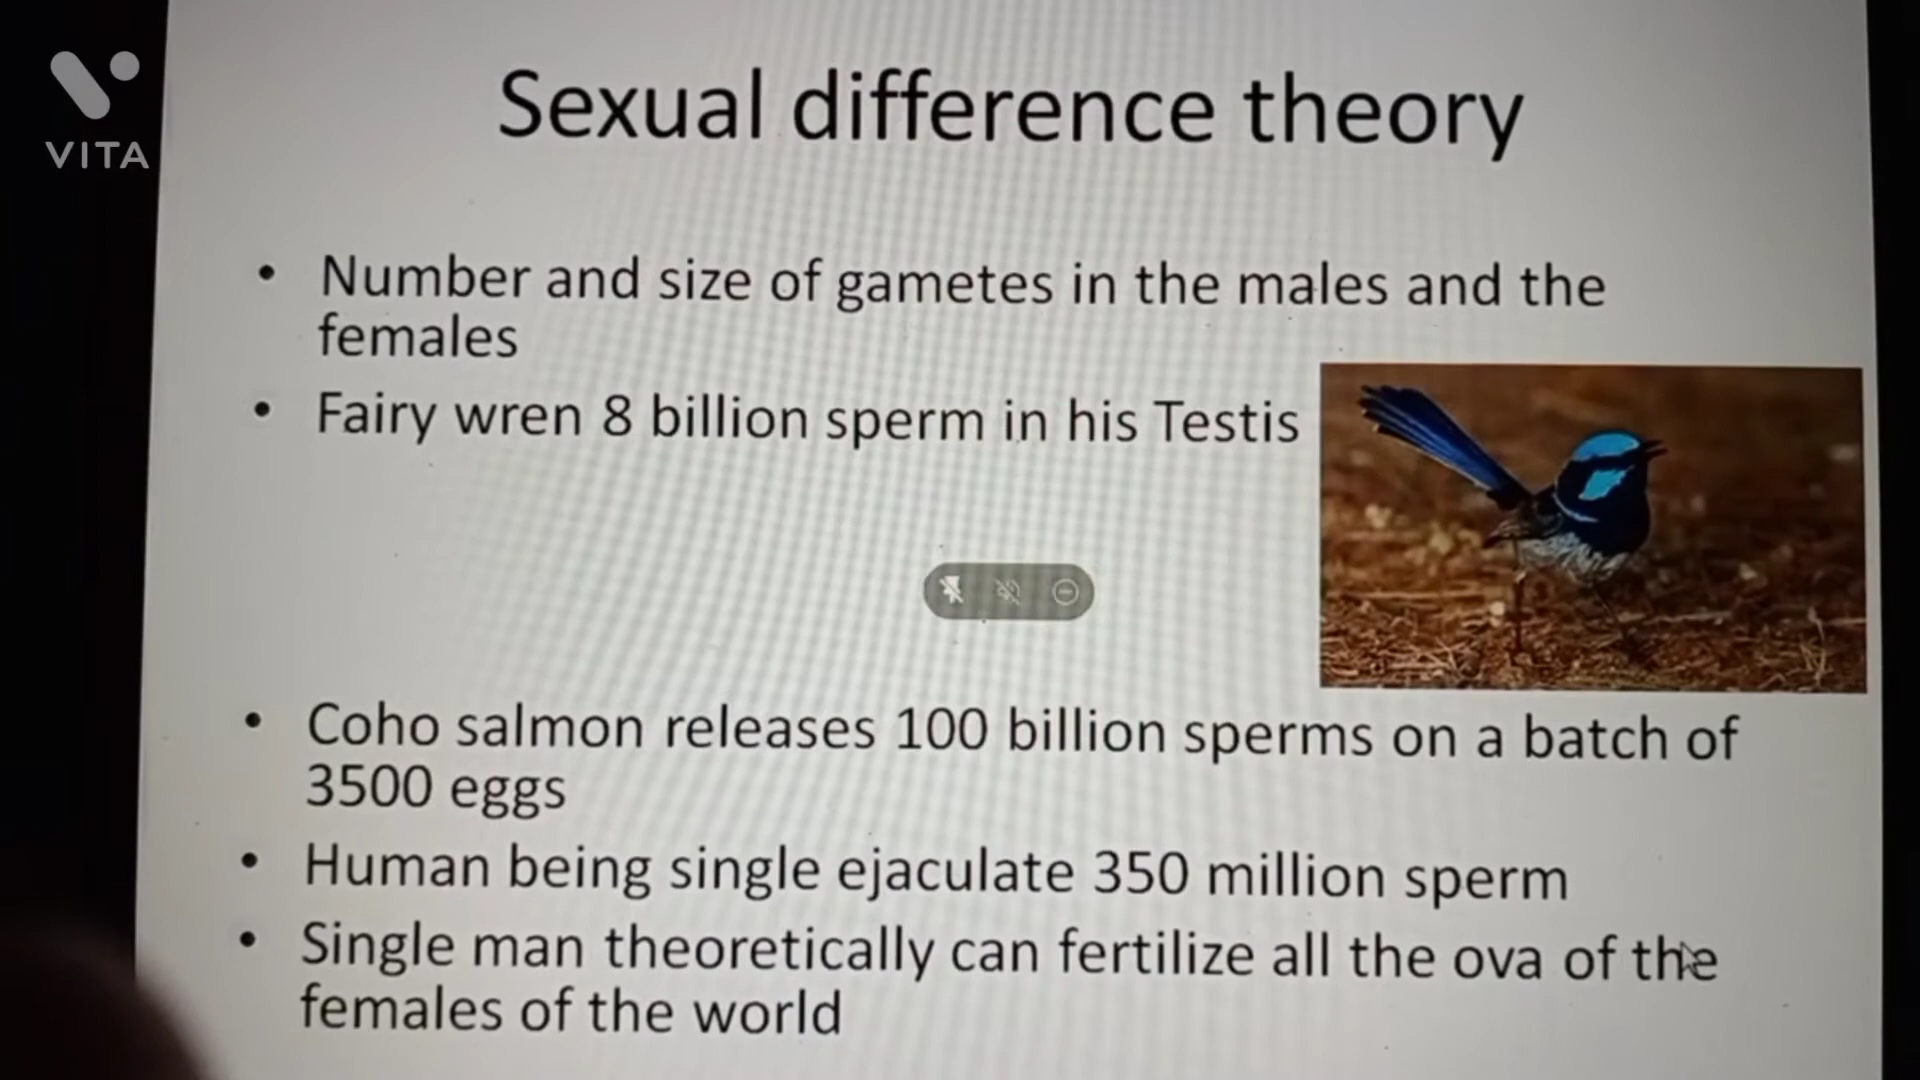 VITA
Sexual difference theory
• Number and size of gametes in the males and the
females
• Fairy wren 8 billion sperm in his Testis
• Coho salmon releases 100 billion sperms on a batch of
3500 eggs
• Human being single ejaculate 350 million sperm
• Single man theoretically can fertilize all the ova of the
females of the world